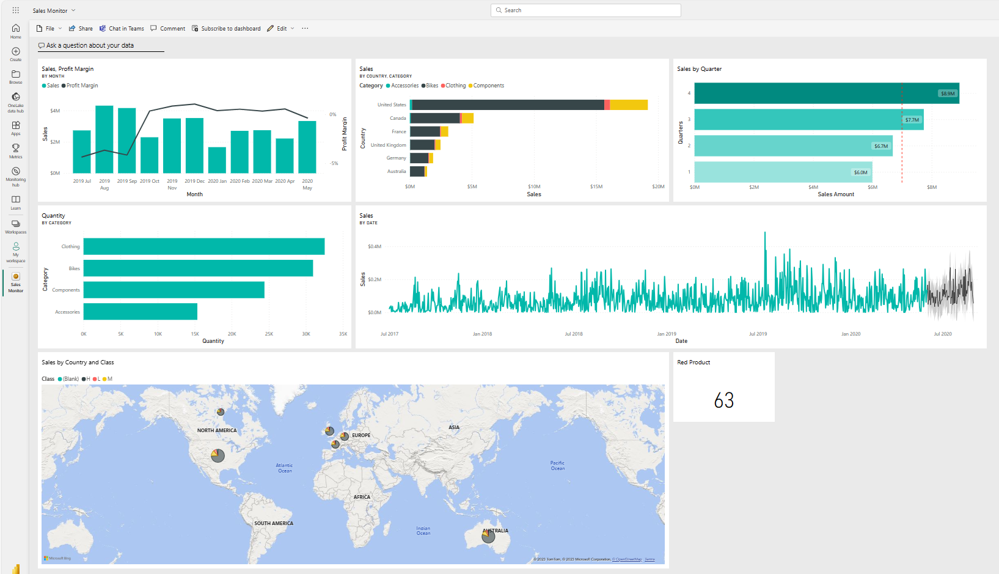 Sales Monitor
Search
Home
Create
Browse
OneLake
data hub
Apps
Metrics
Monitoring
hub
Learn
Workspaces
My
workspace
Sales
Monitor
File
Share
Chat in Teams
Comment
Subscribe to dashboard
Edit
Ask a question about your data
Sales, Profit Margin
BY MONTH
Sales Profit Margin
$4M
$2M
$0M
Sales
0%
-5%
Profit Margin
2019 Jul
2019
Aug
2019 Sep
2019 Oct
2019
Nov
2019 Dec
2020 Jan
2020 Feb
2020 Mar
2020 Apr
2020
May
Month
Sales
BY COUNTRY, CATEGORY
Category Accessories Bikes Clothing Components
Country
United States
Canada
France
United Kingdom
Germany
Australia
$0M $5M $10M $15M $20M
Sales
Sales by Quarter
Quarters
4 $8.9M
3 $7.7M
2 $6.7M
1 $6.0M
$0M $2M $4M $6M $8M
Sales Amount
Quantity
BY CATEGORY
Category
Clothing
Bikes
Components
Accessories
0K 5K 10K 15K 20K 25K 30K 35K
Quantity
Sales
BY DATE
Sales
$0.4M
$0.2M
$0.0M
Jul 2017 Jan 2018 Jul 2018 Jan 2019 Jul 2019 Jan 2020 Jul 2020
Date
Sales by Country and Class
Class (Blank) H L M
NORTH AMERICA
EUROPE
ASIA
Atlantic
Ocean
Pacific
Ocean
AFRICA
SOUTH AMERICA
Indian
Ocean
AUSTRALIA
Microsoft Bing
© 2023 TomTom, © 2023 Microsoft Corporation, © OpenStreetMap Terms
Red Product
63